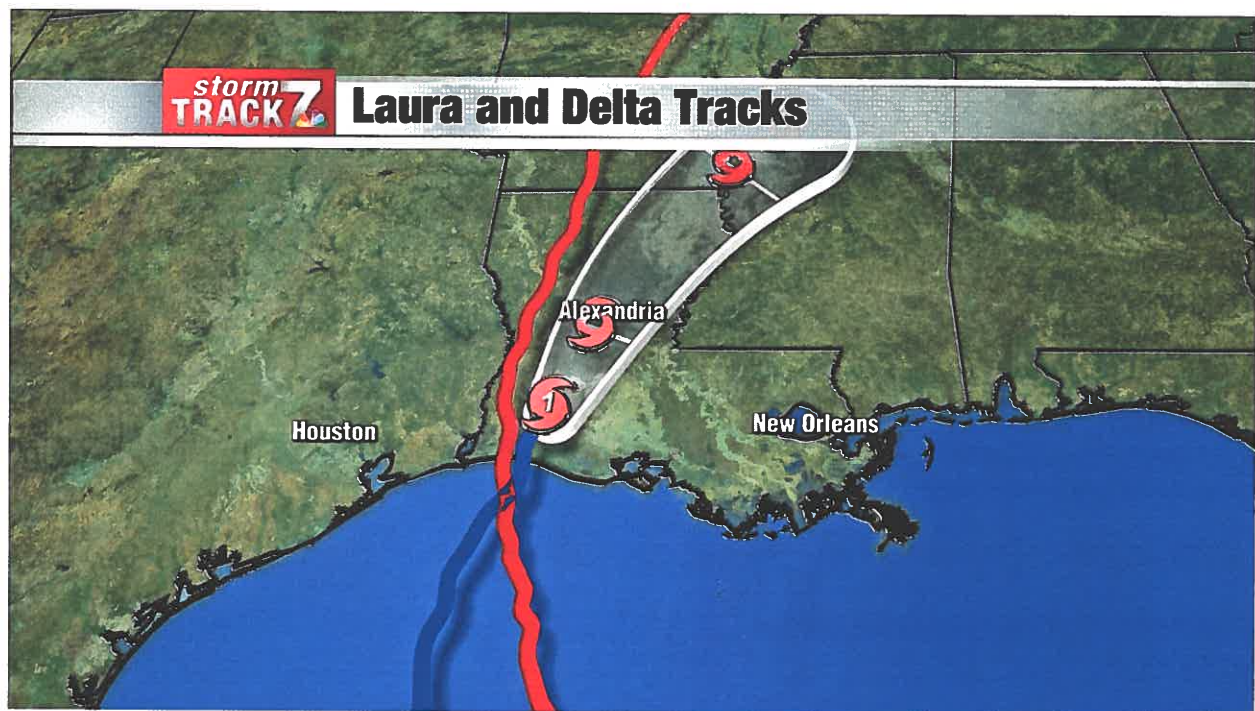 storm
TRACK 7
Laura and Delta Tracks
Alexandria
1
Houston
New Orleans